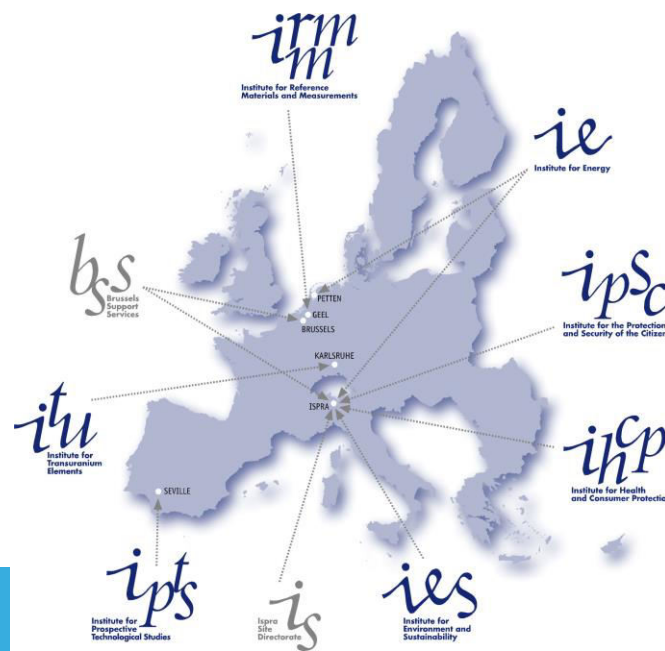 irmm
Institute for Reference
Materials and Measurements
ie
Institute for Energy
bss
Brussels
Support
Services
ipsc
Institute for the Protection
and Security of the Citizen
PETTEN
GEEL
BRUSSELS
KARLSRUHE
ISPRA
itu
Institute for
Transuranium
Elements
ihcp
Institute for Health
and Consumer Protection
SEVILLE
ipts
Institute for
Prospective
Technological Studies
Ispra
Site
Directorate
is
ies
Institute for
Environment and
Sustainability